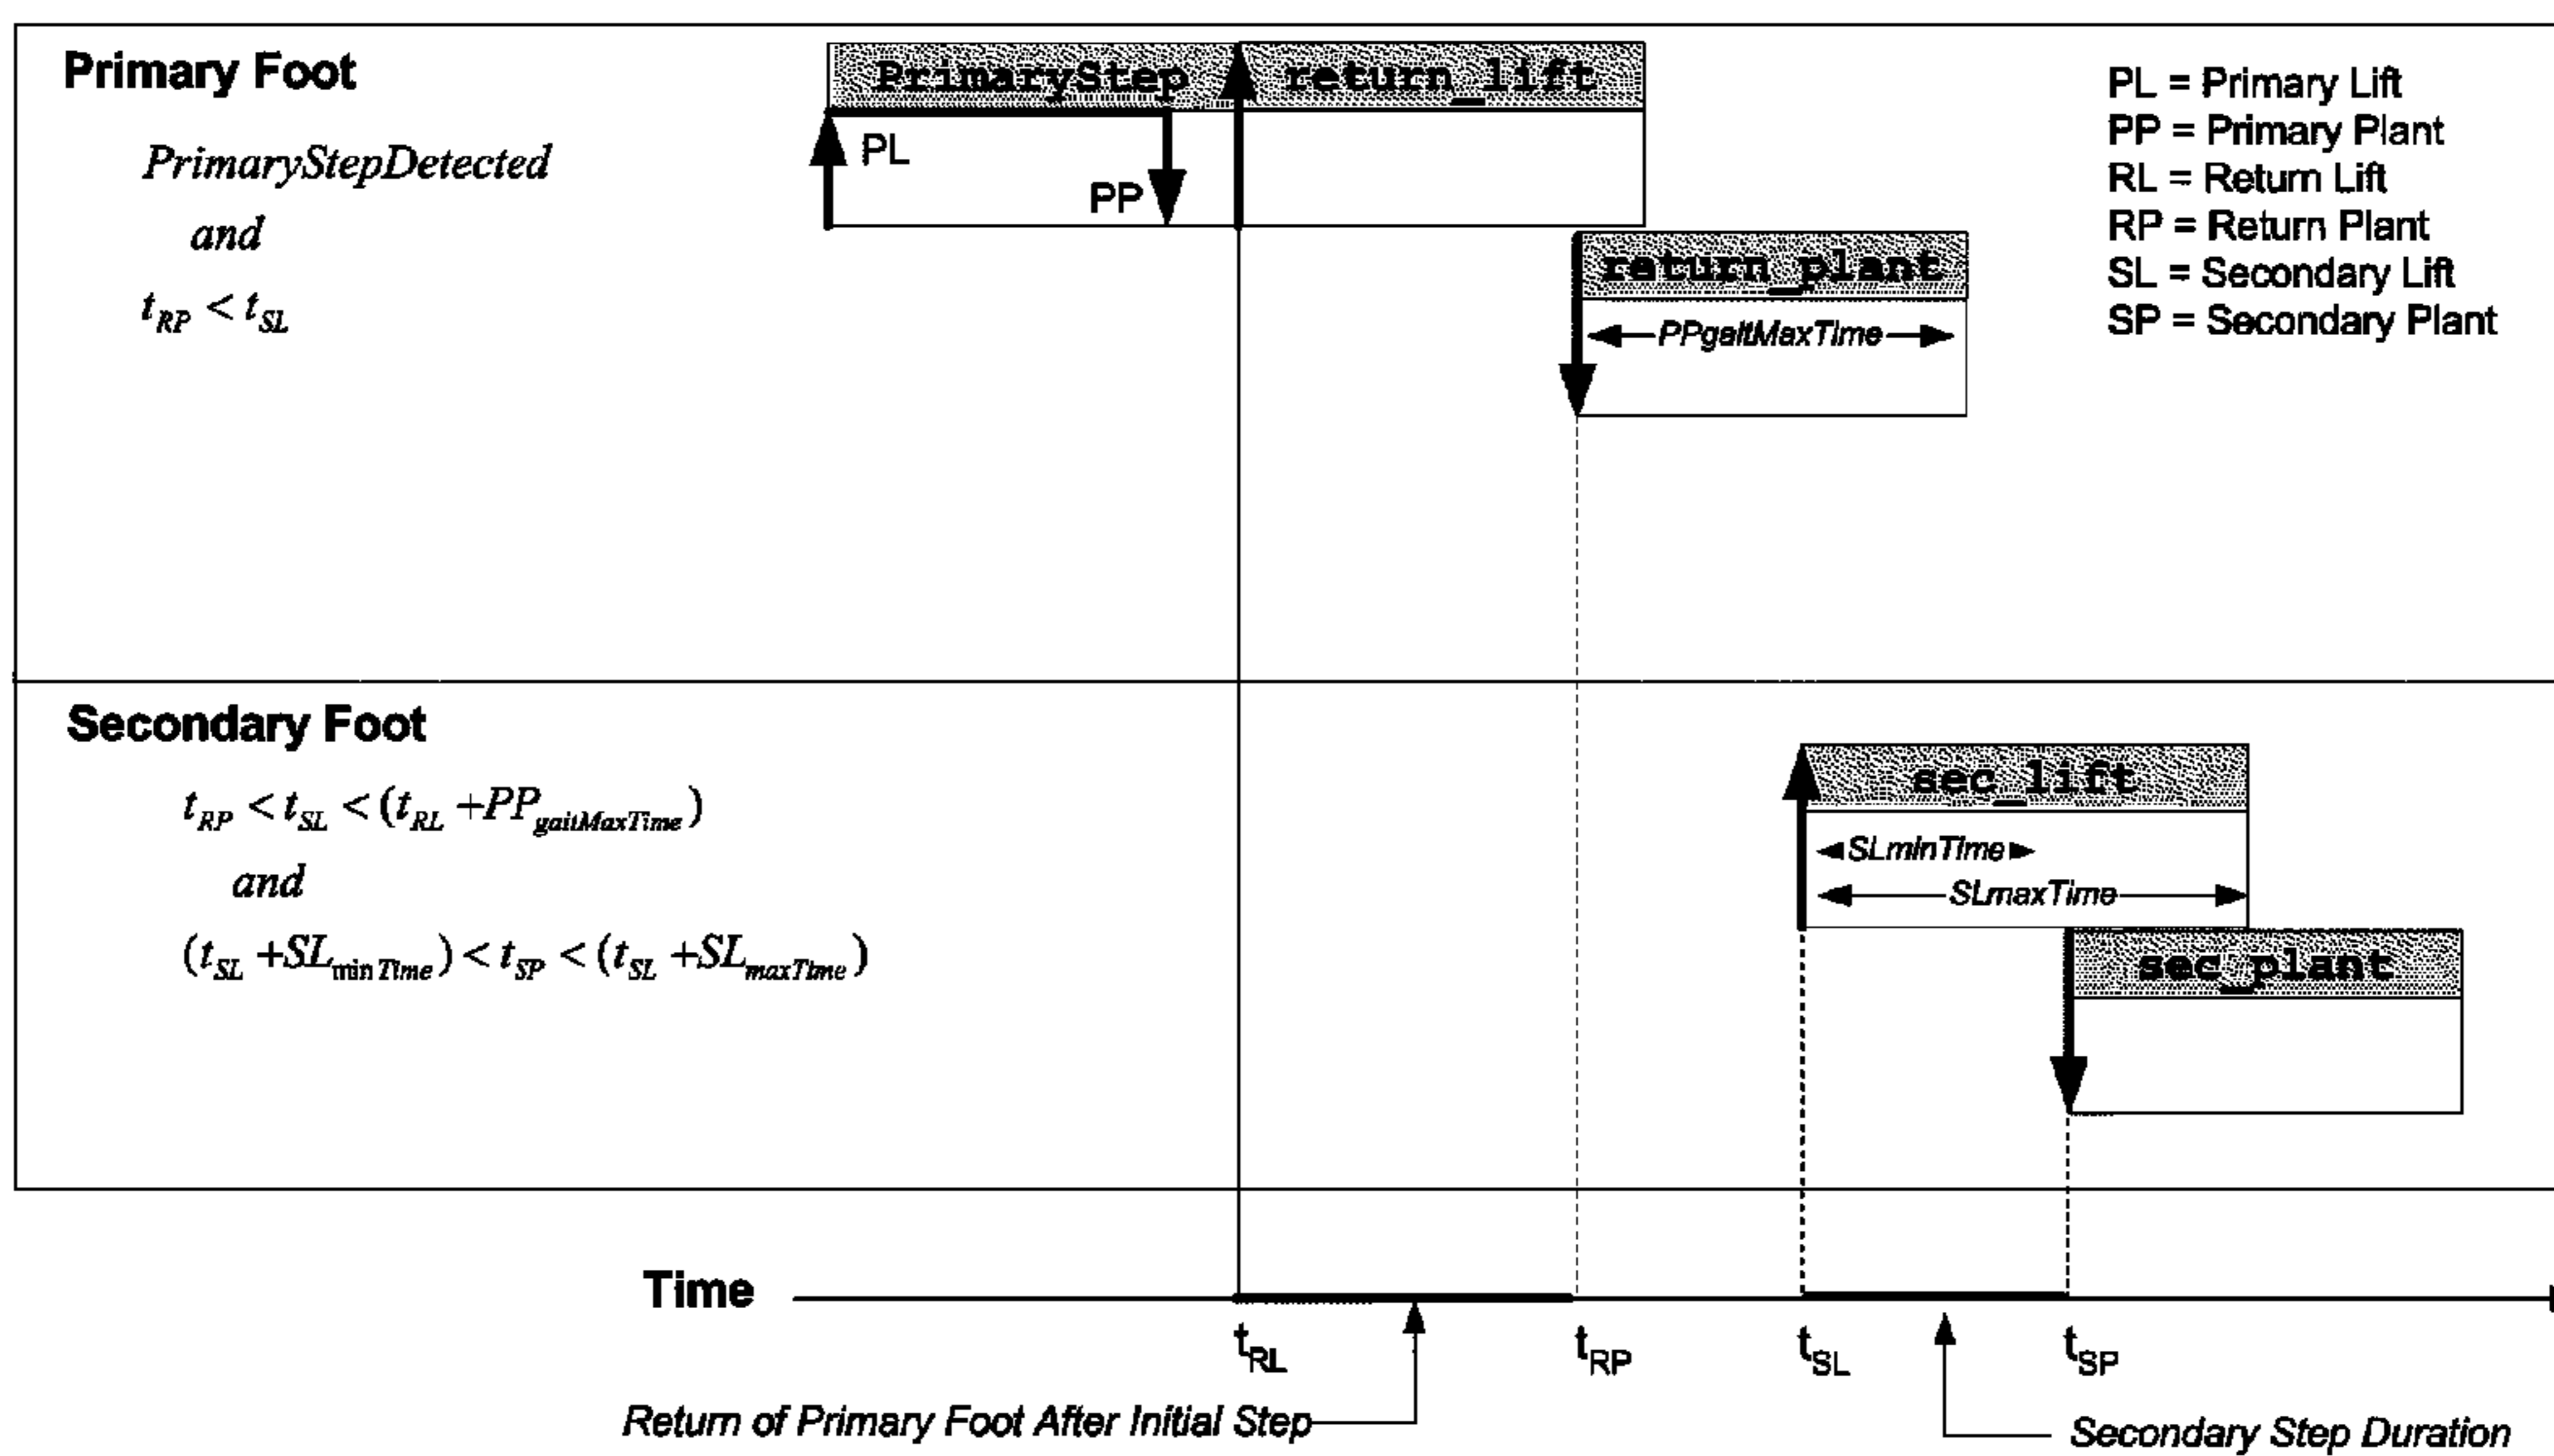 Primary Foot
PrimaryStepDetected
and
t_RP < t_SL
PrimaryStep
return_lift
PL
PP
return_plant
PPgaitMaxTime
PL = Primary Lift
PP = Primary Plant
RL = Return Lift
RP = Return Plant
SL = Secondary Lift
SP = Secondary Plant
Secondary Foot
t_RP < t_SL < (t_RL + PP_gaitMaxTime)
and
(t_SL + SL_minTime) < t_SP < (t_SL + SL_maxTime)
sec_lift
SLminTime
SLmaxTime
sec_plant
Time
t_RL
t_RP
t_SL
t_SP
Return of Primary Foot After Initial Step
Secondary Step Duration